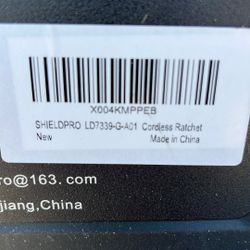 X004KMPPEB
SHIELDPRO LD7339-G-A01 Cordless Ratchet
New Made in China
ro@163.com
jiang,China